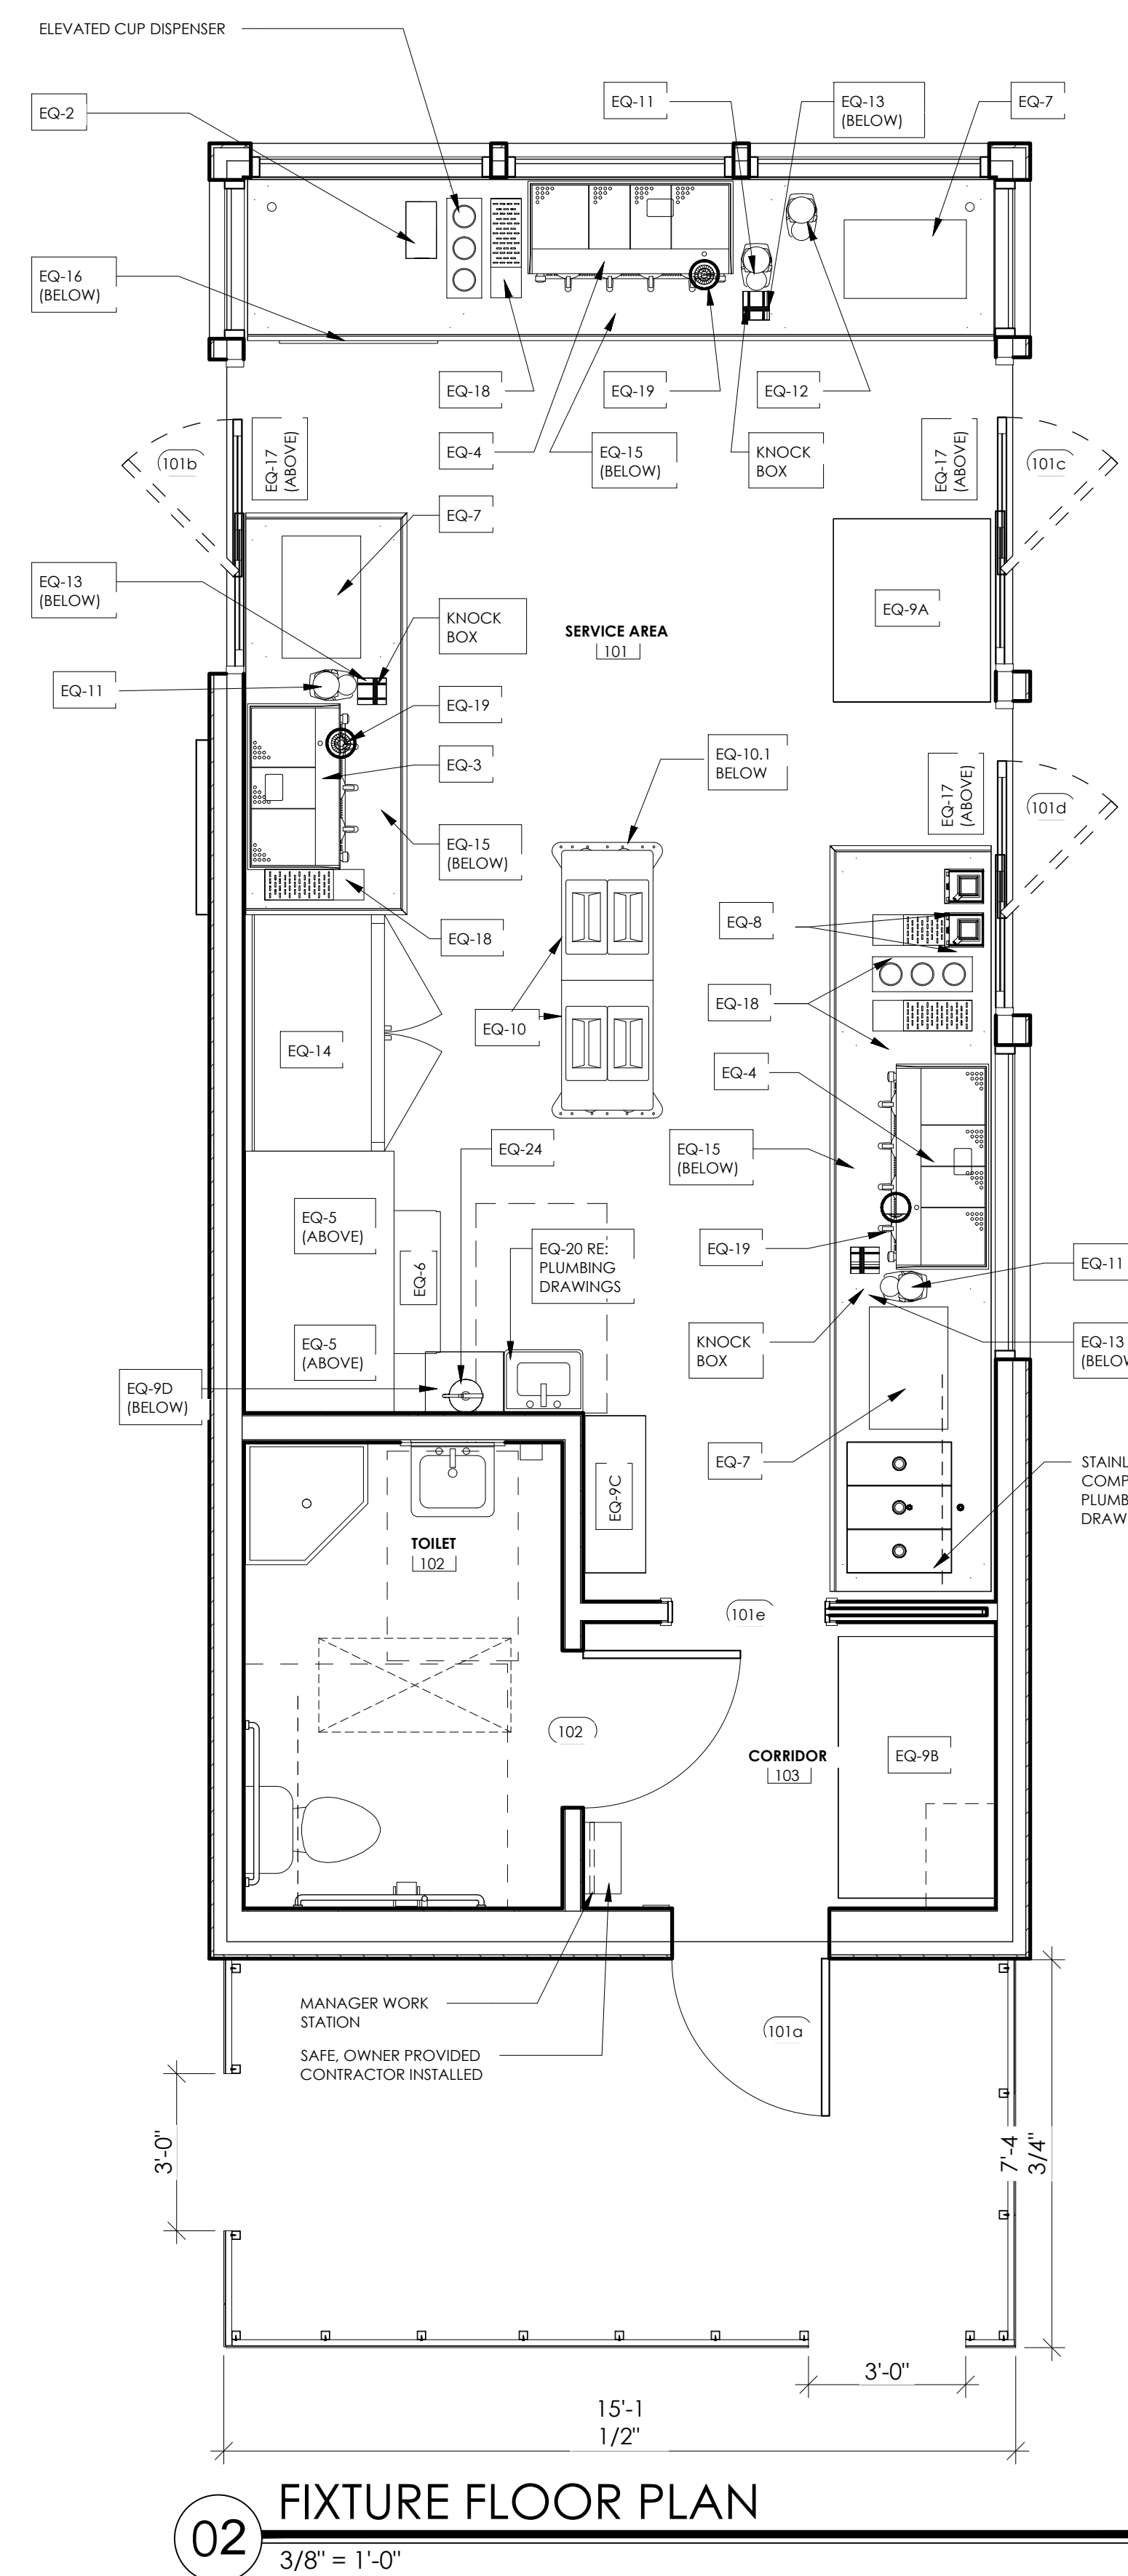 ELEVATED CUP DISPENSER
EQ-2
EQ-11
EQ-13
(BELOW)
EQ-7
EQ-16
(BELOW)
EQ-18
EQ-19
EQ-12
EQ-4
EQ-15
(BELOW)
KNOCK
BOX
101b
EQ-17
(ABOVE)
EQ-17
(ABOVE)
101c
EQ-7
EQ-13
(BELOW)
KNOCK
BOX
SERVICE AREA
101
EQ-9A
EQ-11
EQ-19
EQ-3
EQ-10.1
BELOW
EQ-17
(ABOVE)
101d
EQ-15
(BELOW)
EQ-8
EQ-18
EQ-18
EQ-10
EQ-14
EQ-4
EQ-24
EQ-15
(BELOW)
EQ-5
(ABOVE)
EQ-6
EQ-20 RE:
PLUMBING
DRAWINGS
EQ-19
EQ-11
EQ-5
(ABOVE)
KNOCK
BOX
EQ-13
(BELOW
EQ-9D
(BELOW)
EQ-7
EQ-9C
STAINL
COMP
PLUMB
DRAW
TOILET
102
101e
102
CORRIDOR
103
EQ-9B
MANAGER WORK
STATION
SAFE, OWNER PROVIDED
CONTRACTOR INSTALLED
101a
3'-0"
7'-4
3/4"
3'-0"
15'-1
1/2"
02
FIXTURE FLOOR PLAN
3/8" = 1'-0"